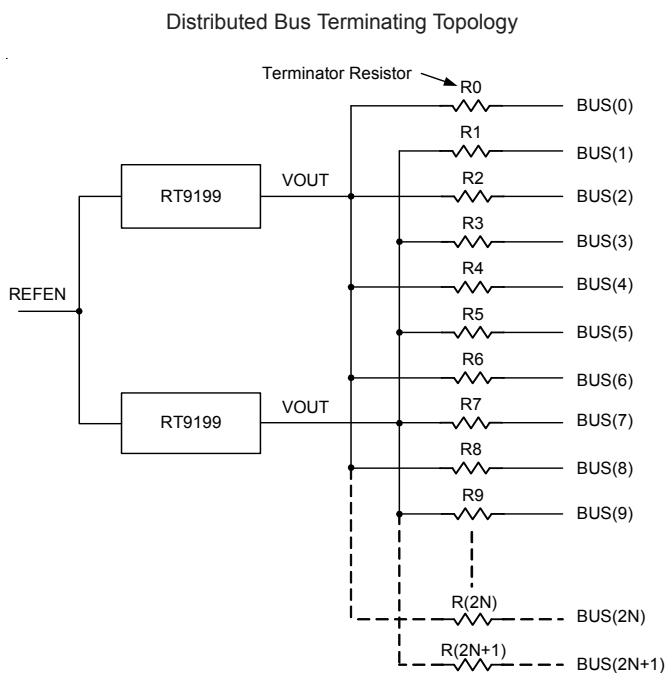 Distributed Bus Terminating Topology
Terminator Resistor
R0
BUS(0)
R1
BUS(1)
RT9199
VOUT
R2
BUS(2)
R3
BUS(3)
REFEN
R4
BUS(4)
R5
BUS(5)
R6
BUS(6)
RT9199
VOUT
R7
BUS(7)
R8
BUS(8)
R9
BUS(9)
R(2N)
BUS(2N)
R(2N+1)
BUS(2N+1)